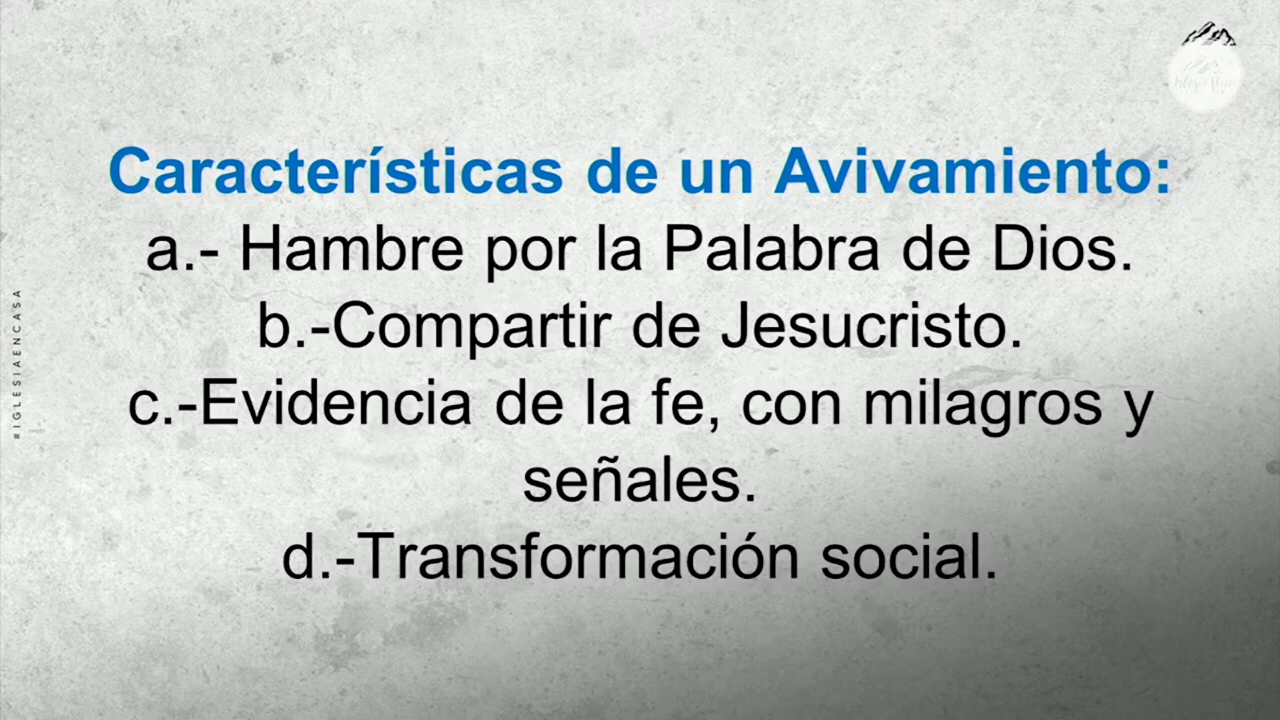 Características de un Avivamiento:
a.- Hambre por la Palabra de Dios.
b.-Compartir de Jesucristo.
c.-Evidencia de la fe, con milagros y
señales.
d.-Transformación social.
#IGLESIAENCASA